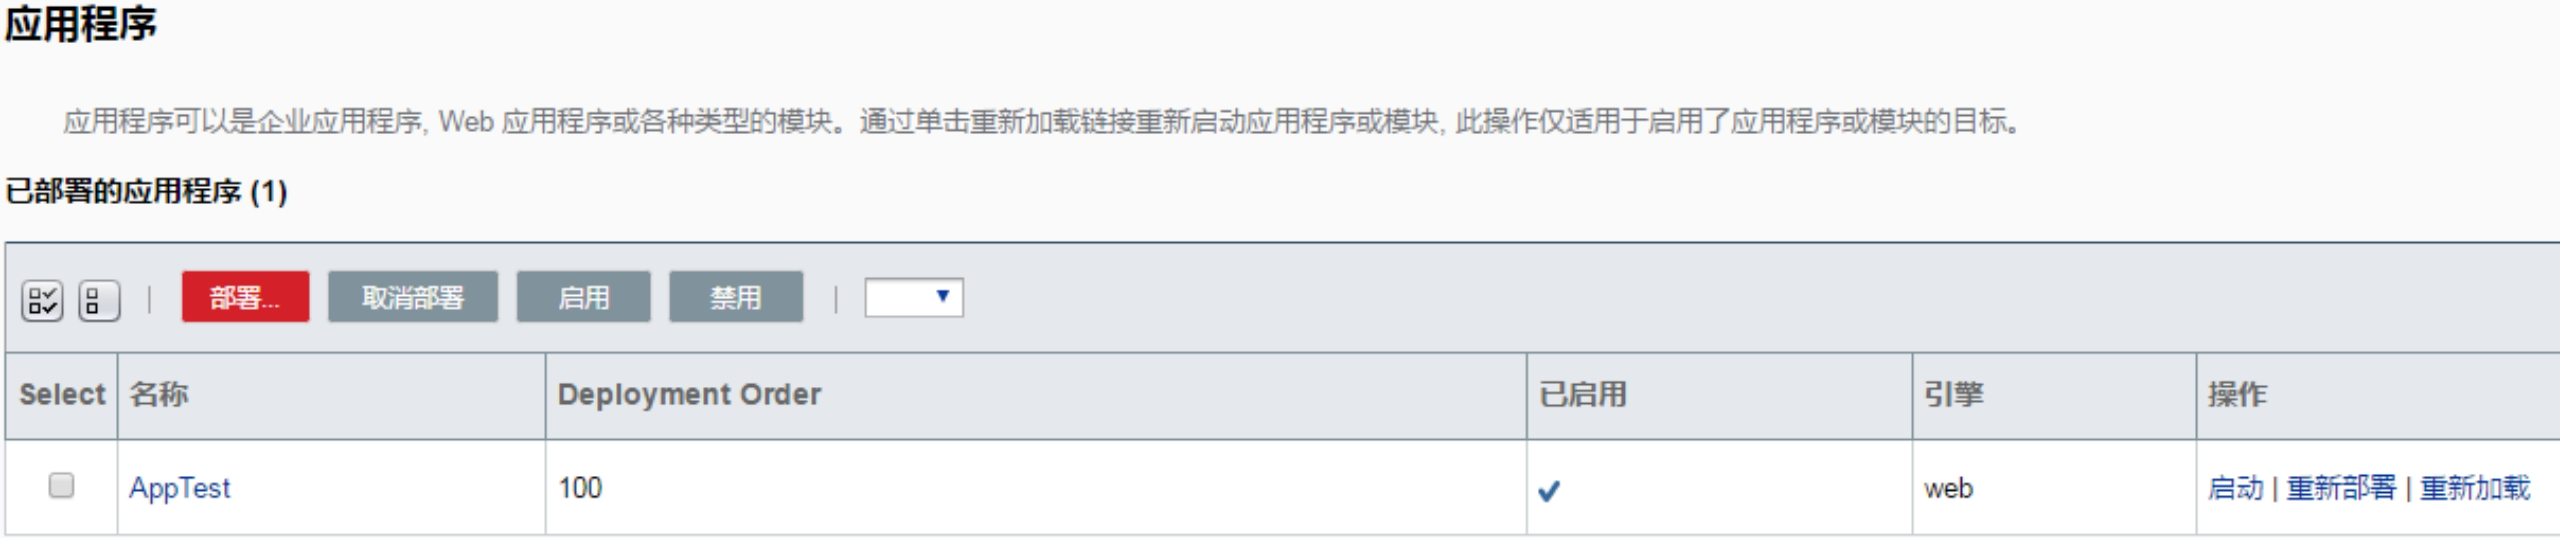 应用程序
应用程序可以是企业应用程序, Web 应用程序或各种类型的模块。通过单击重新加载链接重新启动应用程序或模块, 此操作仅适用于启用了应用程序或模块的目标。
已部署的应用程序 (1)
部署... 取消部署 启用 禁用
Select 名称 Deployment Order 已启用 引擎 操作
AppTest 100 web 启动 | 重新部署 | 重新加载